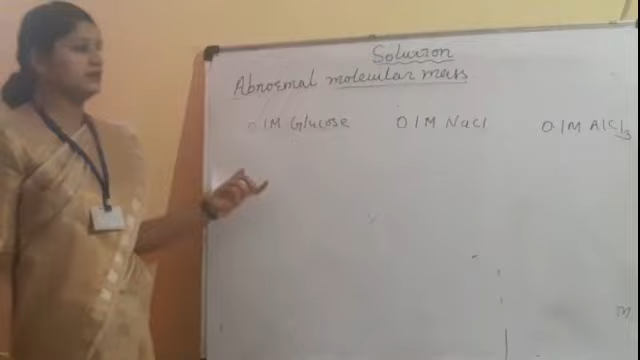 Solution
Abnormal molecular mass
0.1M Glucose 0.1M NaCl 0.1M AlCl3